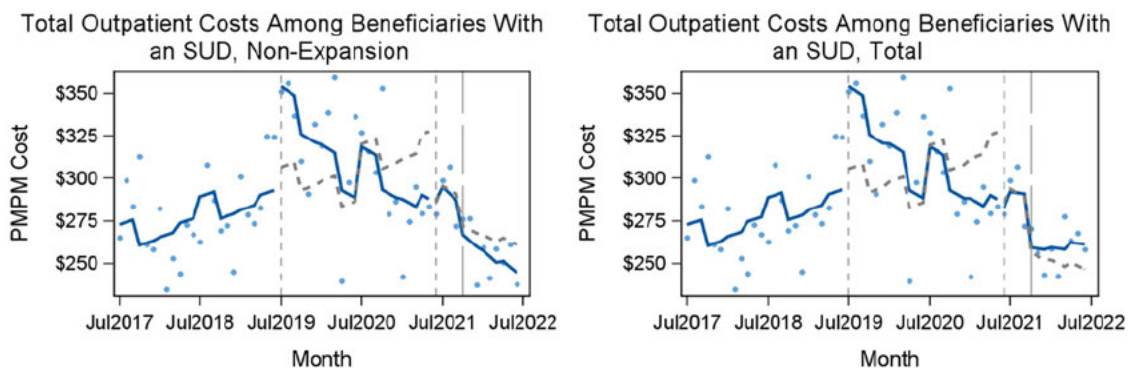 Total Outpatient Costs Among Beneficiaries With
an SUD, Non-Expansion
$350
$325
$300
$275
$250
PMPM Cost
Jul2017 Jul2018 Jul2019 Jul2020 Jul2021 Jul2022
Month
Total Outpatient Costs Among Beneficiaries With
an SUD, Total
$350
$325
$300
$275
$250
PMPM Cost
Jul2017 Jul2018 Jul2019 Jul2020 Jul2021 Jul2022
Month